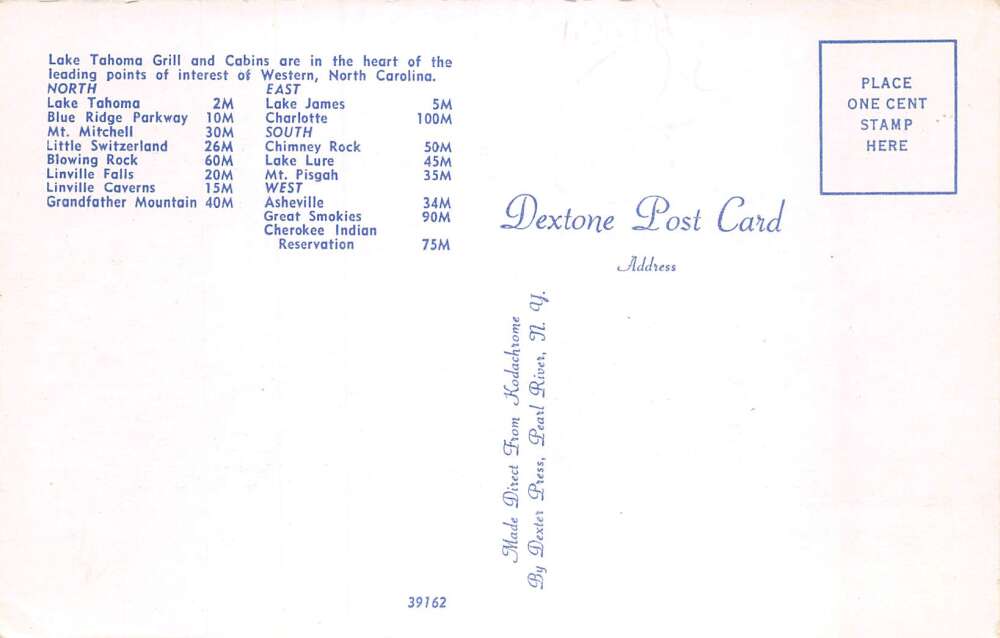 Lake Tahoma Grill and Cabins are in the heart of the
leading points of interest of Western, North Carolina.
NORTH
Lake Tahoma 2M
Blue Ridge Parkway 10M
Mt. Mitchell 30M
Little Switzerland 26M
Blowing Rock 60M
Linville Falls 20M
Linville Caverns 15M
Grandfather Mountain 40M
EAST
Lake James 5M
Charlotte 100M
SOUTH
Chimney Rock 50M
Lake Lure 45M
Mt. Pisgah 35M
WEST
Asheville 34M
Great Smokies 90M
Cherokee Indian
Reservation 75M
PLACE
ONE CENT
STAMP
HERE
Dextone Post Card
Address
Made Direct From Kodachrome
By Dexter Press, Pearl River, N. Y.
39162